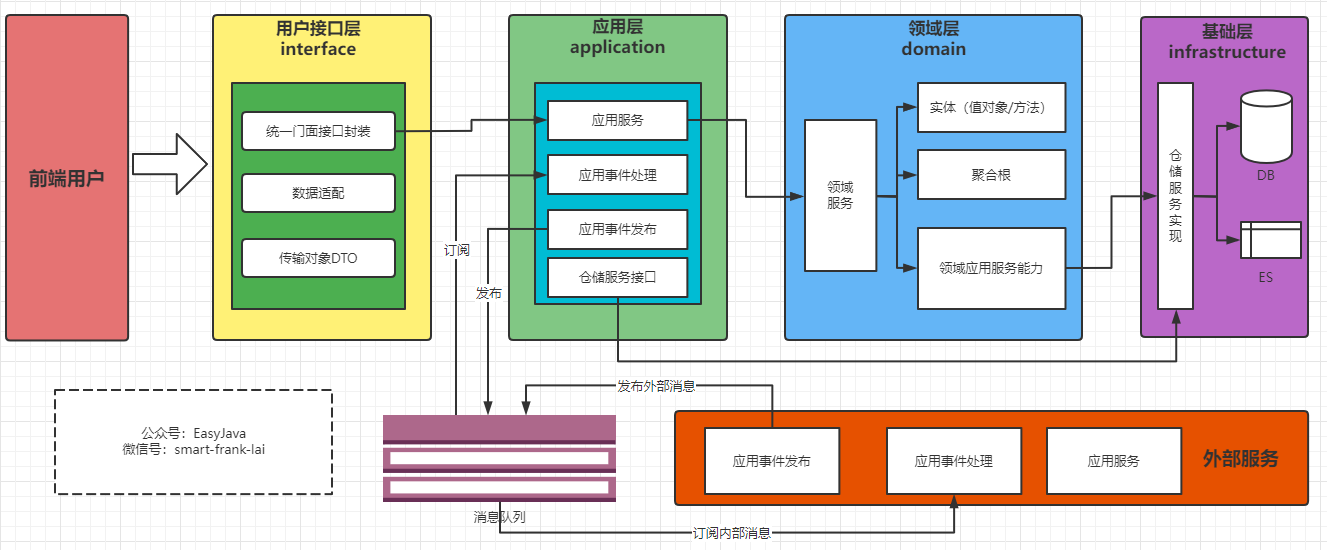 前端用户
用户接口层
interface
统一门面接口封装
数据适配
传输对象DTO
应用层
application
应用服务
应用事件处理
应用事件发布
仓储服务接口
订阅
发布
领域层
domain
领域
服务
实体（值对象/方法）
聚合根
领域应用服务能力
基础层
infrastructure
仓
储
服
务
实
现
DB
ES
公众号：EasyJava
微信号：smart-frank-lai
发布外部消息
消息队列
订阅内部消息
应用事件发布
应用事件处理
应用服务
外部服务